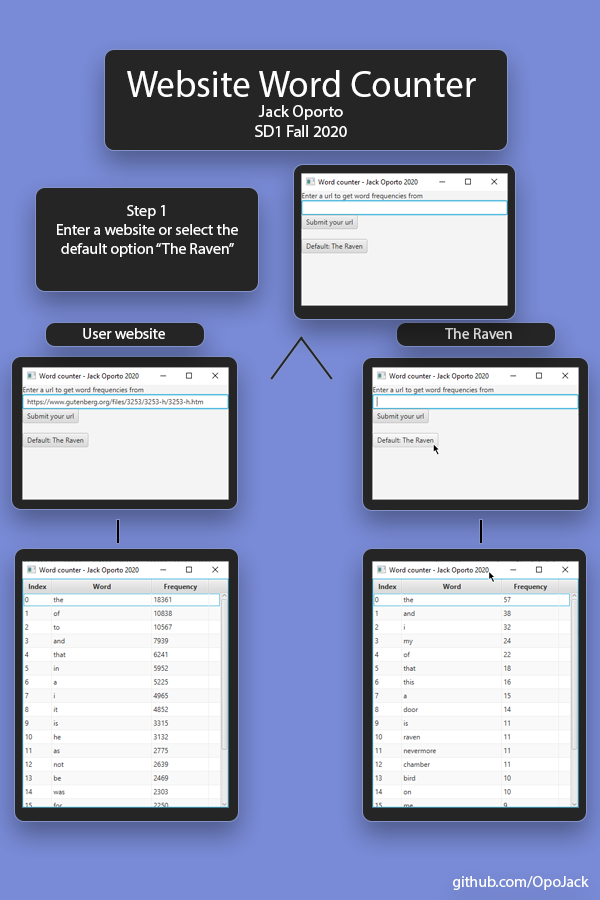 Website Word Counter
Jack Oporto
SD1 Fall 2020
Step 1
Enter a website or select the
default option “The Raven”
Word counter - Jack Oporto 2020
Enter a url to get word frequencies from
Submit your url
Default: The Raven
User website
Word counter - Jack Oporto 2020
Enter a url to get word frequencies from
https://www.gutenberg.org/files/3253/3253-h/3253-h.htm
Submit your url
Default: The Raven
The Raven
Word counter - Jack Oporto 2020
Enter a url to get word frequencies from
Submit your url
Default: The Raven
Word counter - Jack Oporto 2020
Index Word Frequency
0 the 18361
1 of 10838
2 to 10567
3 and 7939
4 that 6241
5 in 5952
6 a 5225
7 i 4965
8 it 4852
9 is 3315
10 he 3132
11 as 2775
12 not 2639
13 be 2469
14 was 2303
15 for 2250
Word counter - Jack Oporto 2020
Index Word Frequency
0 the 57
1 and 38
2 i 32
3 my 24
4 of 22
5 that 18
6 this 16
7 a 15
8 door 14
9 is 11
10 raven 11
11 nevermore 11
12 chamber 11
13 bird 10
14 on 10
15 me 9
github.com/OpoJack